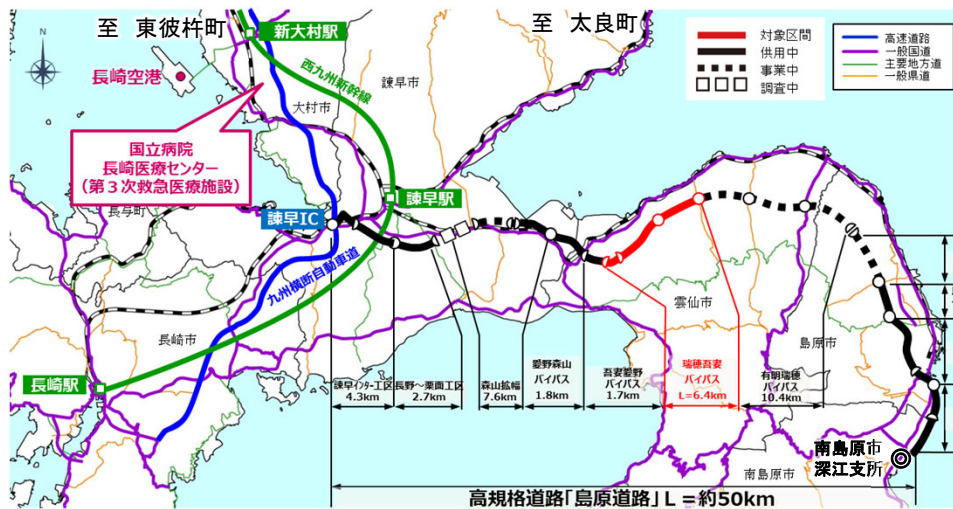 至 東彼杵町
至 太良町
新大村駅
対象区間
供用中
事業中
調査中
高速道路
一般国道
主要地方道
一般県道
N
長崎空港
西九州新幹線
諫早市
大村市
国立病院
長崎医療センター
(第３次救急医療施設)
長与町
諫早駅
諫早IC
九州横断自動車道
雲仙市
島原市
長崎市
長崎駅
諫早インター工区
4.3km
長野～栗面工区
2.7km
森山拡幅
7.6km
愛野森山
バイパス
1.8km
吾妻愛野
バイパス
1.7km
瑞穂吾妻
バイパス
L=6.4km
有明瑞穂
バイパス
10.4km
南島原市
深江支所
南島原市
高規格道路「島原道路」L = 約50km